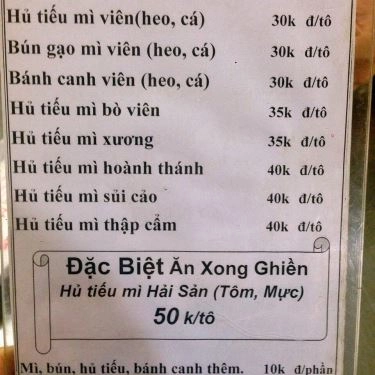 Hủ tiếu mì viên(heo, cá) 30k đ/tô
Bún gạo mì viên (heo, cá) 30k đ/tô
Bánh canh viên (heo, cá) 30k đ/tô
Hủ tiếu mì bò viên 35k đ/tô
Hủ tiếu mì xương 35k đ/tô
Hủ tiếu mì hoành thánh 40k đ/tô
Hủ tiếu mì sủi cảo 40k đ/tô
Hủ tiếu mì thập cẩm 40k đ/tô
Đặc Biệt Ăn Xong Ghiền
Hủ tiếu mì Hải Sản (Tôm, Mực)
50 k/tô
Mì, bún, hủ tiếu, bánh canh thêm. 10k đ/phần